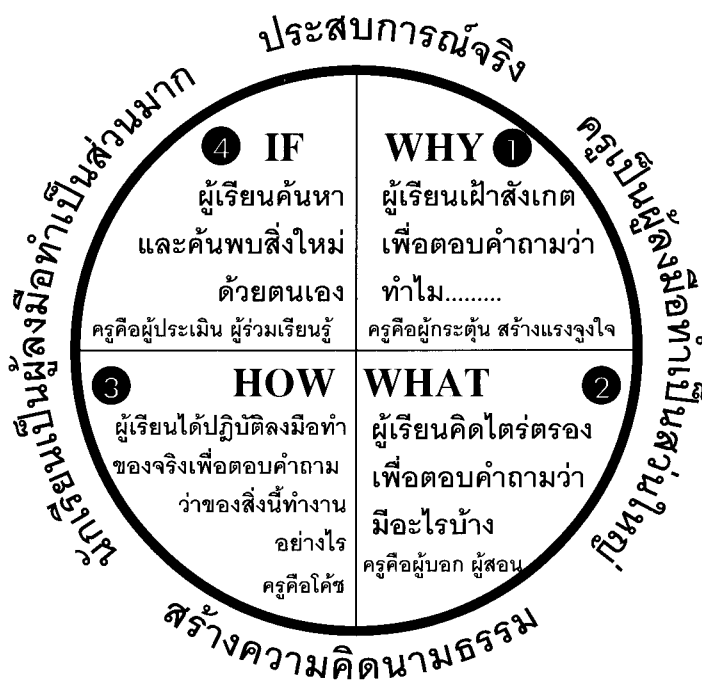 ประสบการณ์จริง
ครูเป็นผู้ลงมือทำเป็นส่วนใหญ่
สร้างความคิดนามธรรม
นักเรียนเป็นผู้ลงมือทำเป็นส่วนมาก
WHY 1
ผู้เรียนเฝ้าสังเกต
เพื่อตอบคำถามว่า
ทำไม.........
ครูคือผู้กระตุ้น สร้างแรงจูงใจ
WHAT 2
ผู้เรียนคิดไตร่ตรอง
เพื่อตอบคำถามว่า
มีอะไรบ้าง
ครูคือผู้บอก ผู้สอน
3 HOW
ผู้เรียนได้ปฏิบัติลงมือทำ
ของจริงเพื่อตอบคำถาม
ว่าของสิ่งนี้ทำงาน
อย่างไร
ครูคือโค้ช
4 IF
ผู้เรียนค้นหา
และค้นพบสิ่งใหม่
ด้วยตนเอง
ครูคือผู้ประเมิน ผู้ร่วมเรียนรู้